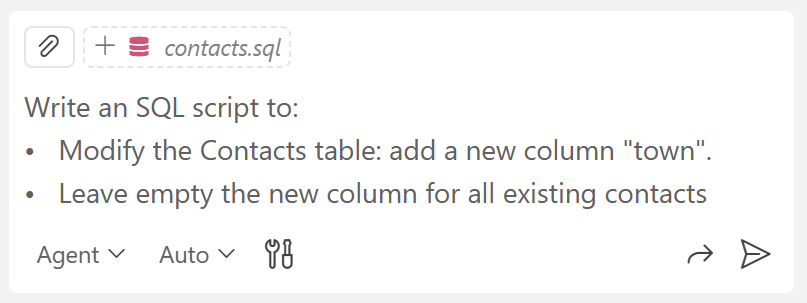 contacts.sql
Write an SQL script to:
• Modify the Contacts table: add a new column "town".
• Leave empty the new column for all existing contacts
Agent Auto